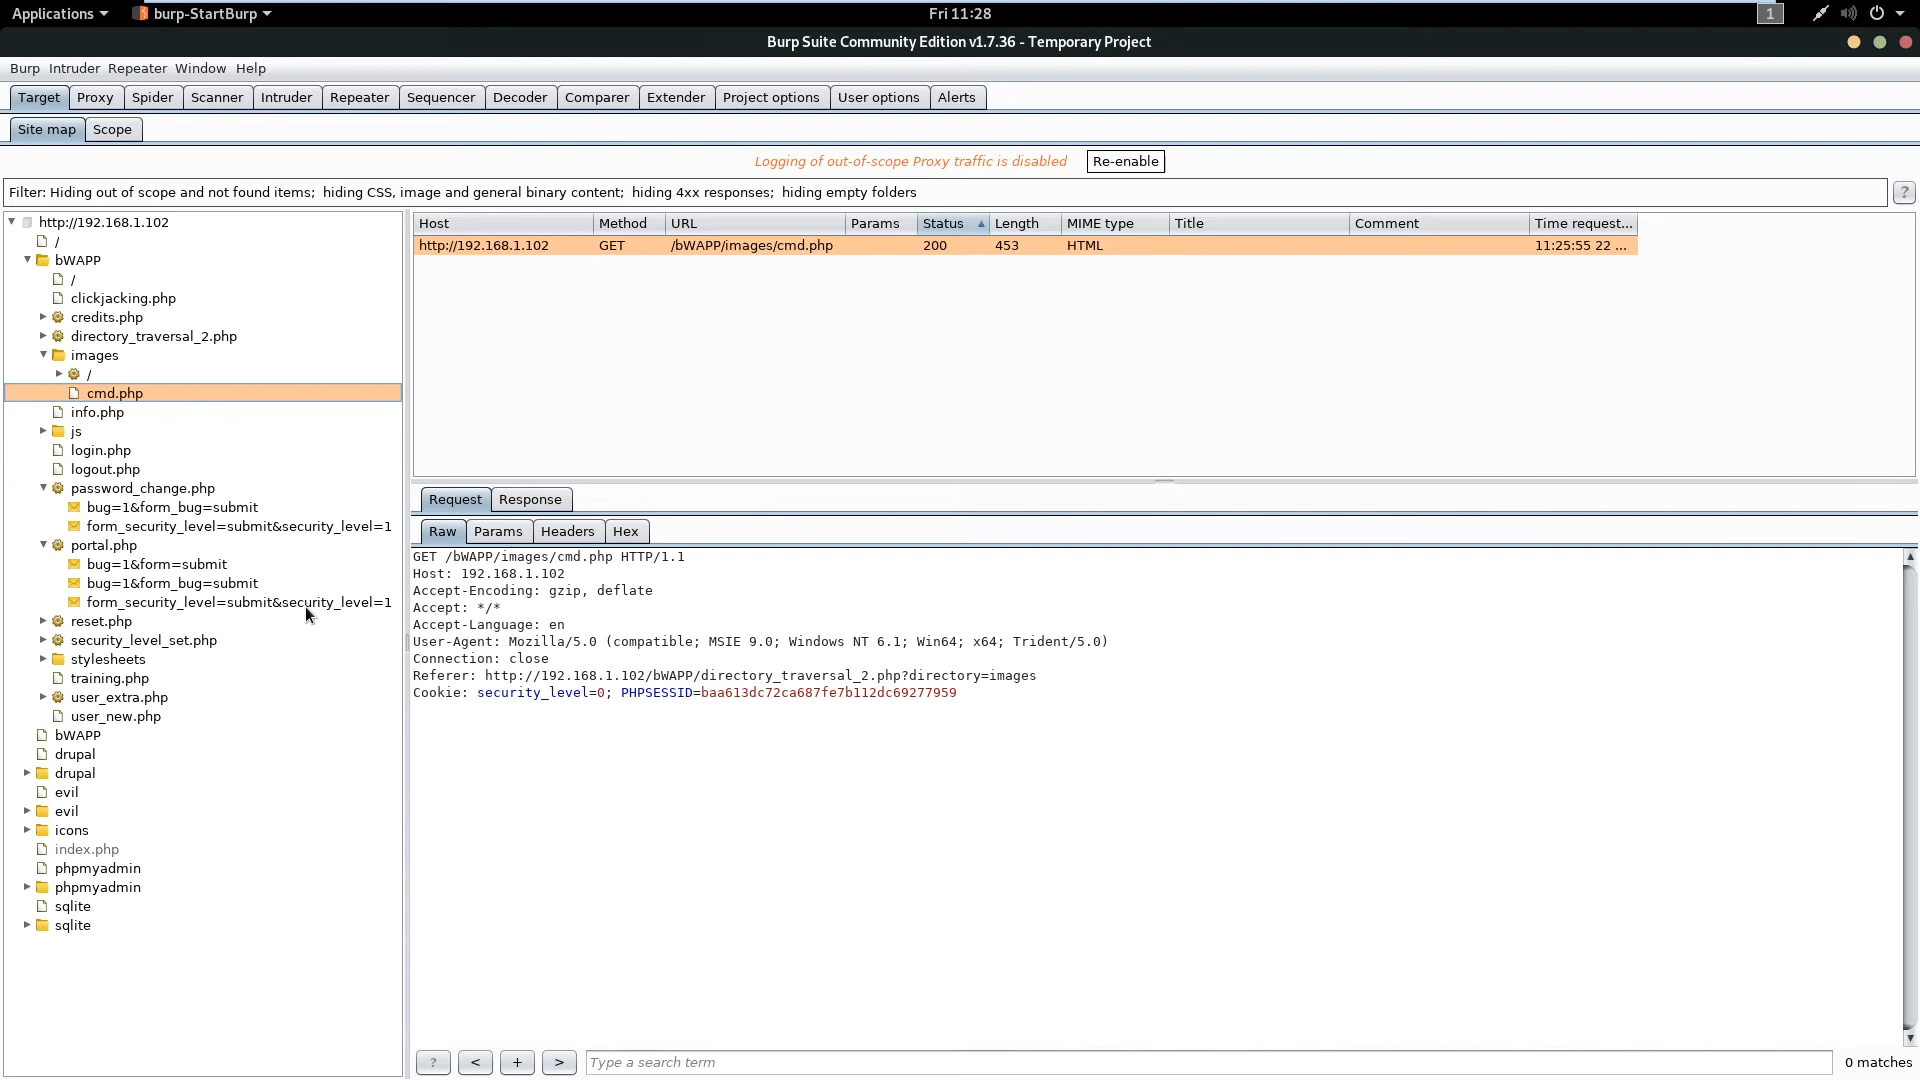 Applications burp-StartBurp Fri 11:28 1
Burp Suite Community Edition v1.7.36 - Temporary Project
Burp Intruder Repeater Window Help
Target Proxy Spider Scanner Intruder Repeater Sequencer Decoder Comparer Extender Project options User options Alerts
Site map Scope
Logging of out-of-scope Proxy traffic is disabled Re-enable
Filter: Hiding out of scope and not found items; hiding CSS, image and general binary content; hiding 4xx responses; hiding empty folders ?
http://192.168.1.102
/
bWAPP
/
clickjacking.php
credits.php
directory_traversal_2.php
images
/
cmd.php
info.php
js
login.php
logout.php
password_change.php
bug=1&form_bug=submit
form_security_level=submit&security_level=1
portal.php
bug=1&form=submit
bug=1&form_bug=submit
form_security_level=submit&security_level=1
reset.php
security_level_set.php
stylesheets
training.php
user_extra.php
user_new.php
bWAPP
drupal
drupal
evil
evil
icons
index.php
phpmyadmin
phpmyadmin
sqlite
sqlite
Host Method URL Params Status Length MIME type Title Comment Time request...
http://192.168.1.102 GET /bWAPP/images/cmd.php 200 453 HTML 11:25:55 22 ...
Request Response
Raw Params Headers Hex
GET /bWAPP/images/cmd.php HTTP/1.1
Host: 192.168.1.102
Accept-Encoding: gzip, deflate
Accept: */*
Accept-Language: en
User-Agent: Mozilla/5.0 (compatible; MSIE 9.0; Windows NT 6.1; Win64; x64; Trident/5.0)
Connection: close
Referer: http://192.168.1.102/bWAPP/directory_traversal_2.php?directory=images
Cookie: security_level=0; PHPSESSID=baa613dc72ca687fe7b112dc69277959
? < + > Type a search term 0 matches